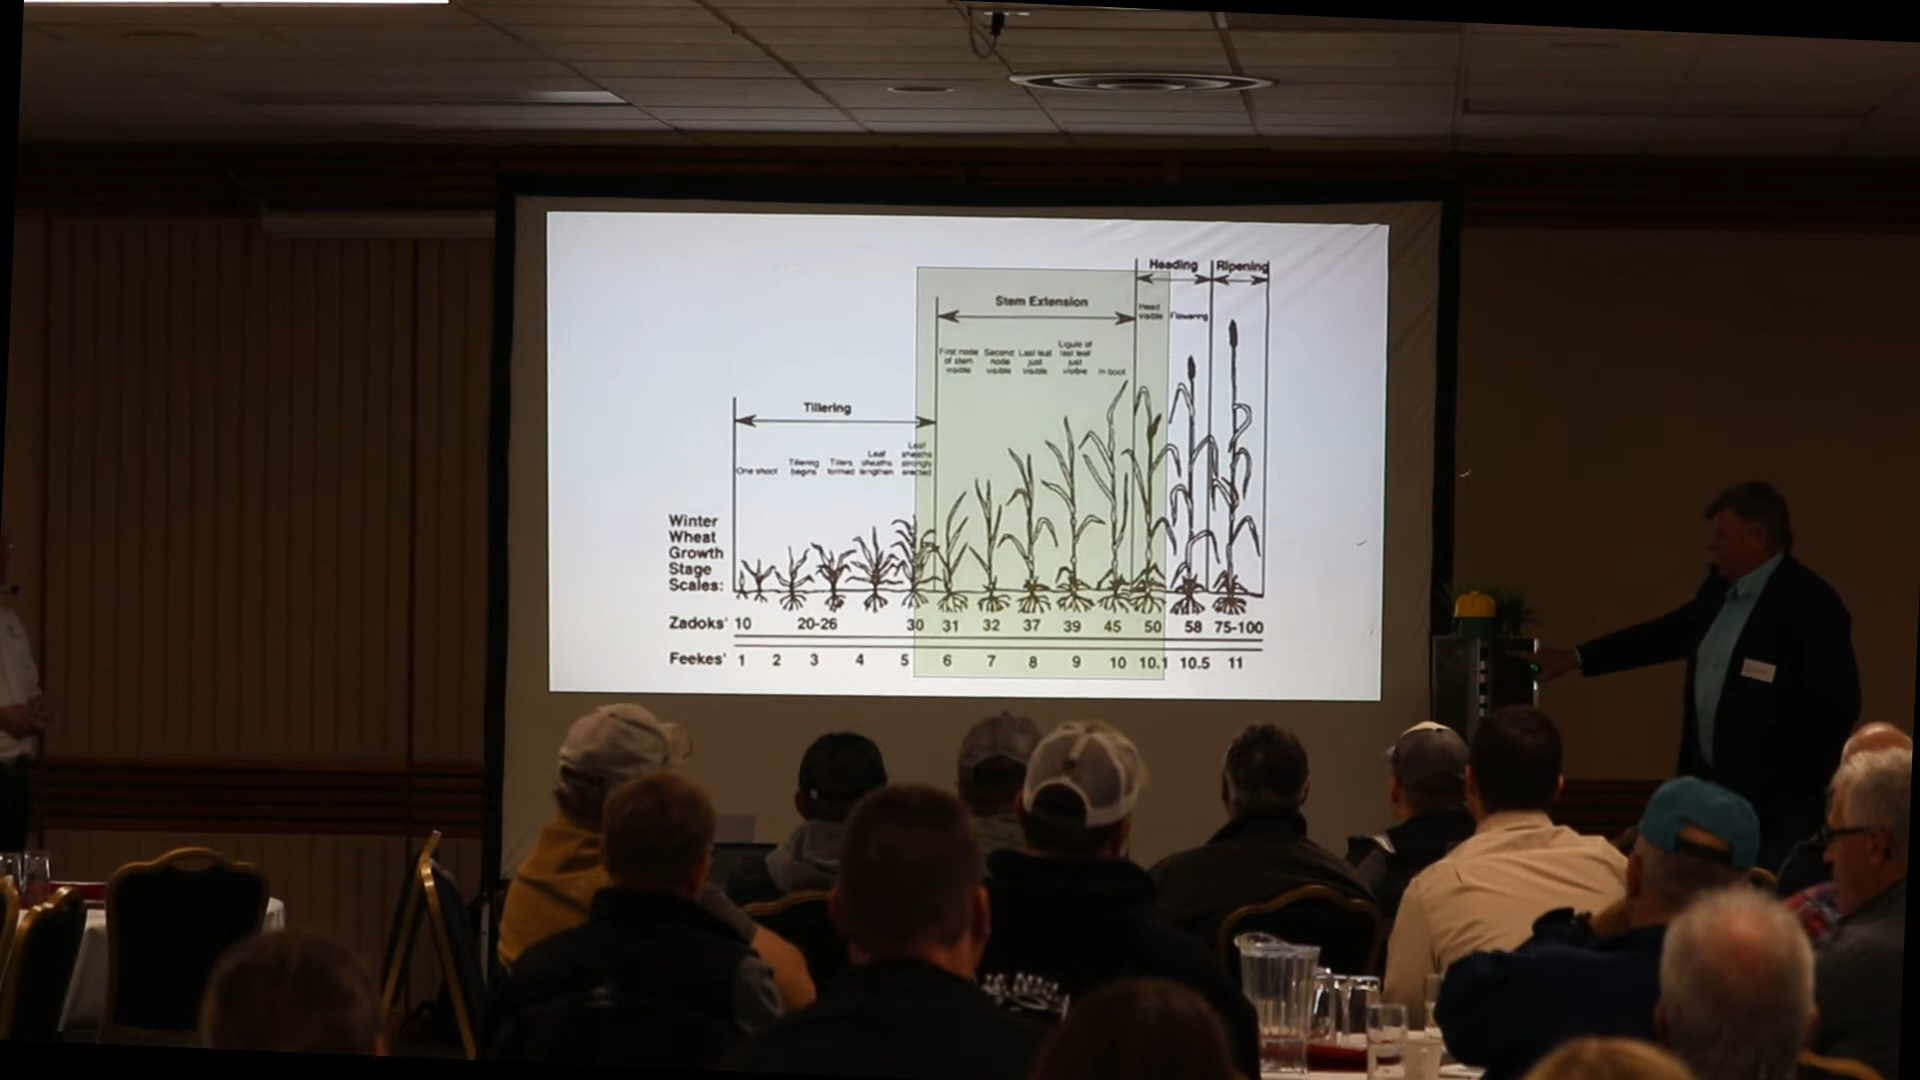 Heading
Ripening
Stem Extension
Head
visible
Flowering
First node
of stem
visible
Second
node
visible
Last leaf
just
visible
Ligule of
last leaf
just
visible
In boot
Tillering
One shoot
Tillering
begins
Tillers
formed
Leaf
sheaths
lengthen
Leaf
sheaths
strongly
erected
Winter
Wheat
Growth
Stage
Scales:
Zadoks' 10 20-26 30 31 32 37 39 45 50 58 75-100
Feekes' 1 2 3 4 5 6 7 8 9 10 10.1 10.5 11